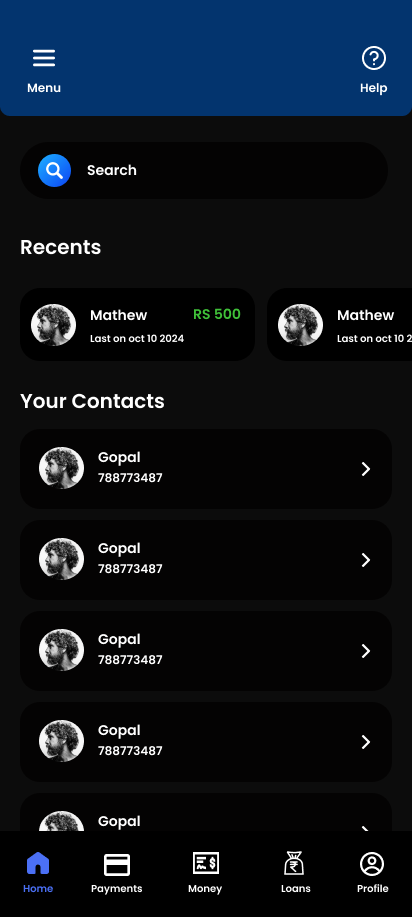 Menu
Help
Search
Recents
Mathew RS 500 Mathew
Last on oct 10 2024 Last on oct 10 2
Your Contacts
Gopal
788773487
Gopal
788773487
Gopal
788773487
Gopal
788773487
Gopal
Home Payments Money Loans Profile